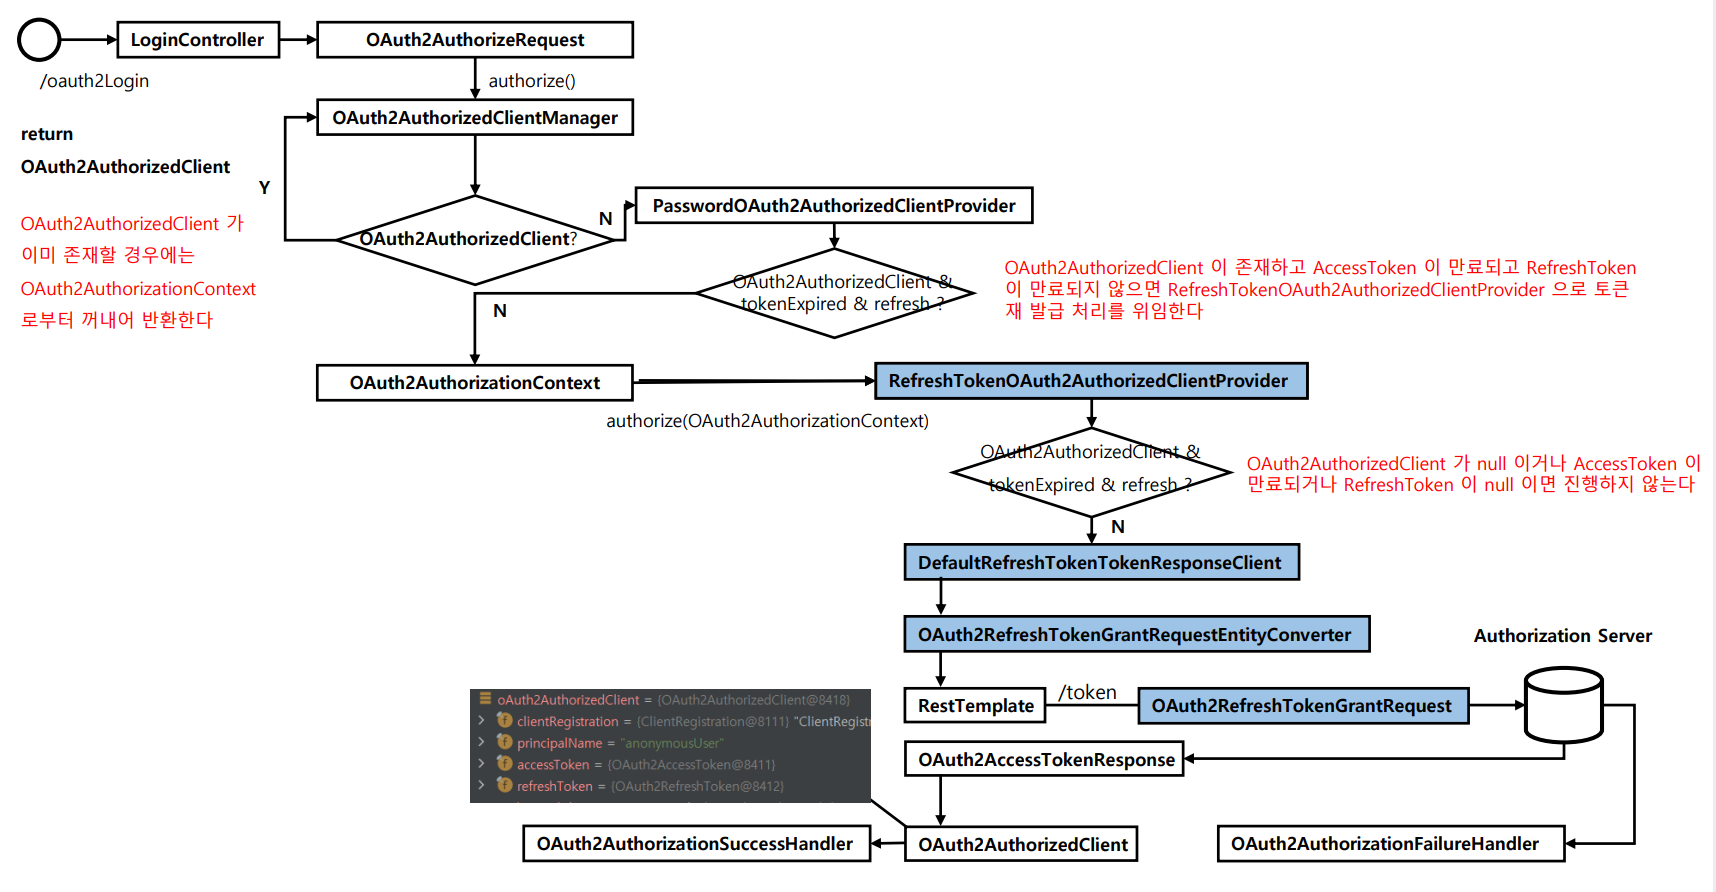 LoginController
OAuth2AuthorizeRequest
/oauth2Login
authorize()
OAuth2AuthorizedClientManager
return
OAuth2AuthorizedClient
Y
OAuth2AuthorizedClient 가
이미 존재할 경우에는
OAuth2AuthorizationContext
로부터 꺼내어 반환한다
OAuth2AuthorizedClient?
N
PasswordOAuth2AuthorizedClientProvider
OAuth2AuthorizedClient &
tokenExpired & refresh ?
OAuth2AuthorizedClient 이 존재하고 AccessToken 이 만료되고 RefreshToken
이 만료되지 않으면 RefreshTokenOAuth2AuthorizedClientProvider 으로 토큰
재 발급 처리를 위임한다
N
OAuth2AuthorizationContext
RefreshTokenOAuth2AuthorizedClientProvider
authorize(OAuth2AuthorizationContext)
OAuth2AuthorizedClient &
tokenExpired & refresh ?
OAuth2AuthorizedClient 가 null 이거나 AccessToken 이
만료되거나 RefreshToken 이 null 이면 진행하지 않는다
N
DefaultRefreshTokenTokenResponseClient
OAuth2RefreshTokenGrantRequestEntityConverter
Authorization Server
RestTemplate
/token
OAuth2RefreshTokenGrantRequest
oAuth2AuthorizedClient = {OAuth2AuthorizedClient@8418}
clientRegistration = {ClientRegistration@8111} "ClientRegistr
principalName = "anonymousUser"
accessToken = {OAuth2AccessToken@8411}
refreshToken = {OAuth2RefreshToken@8412}
OAuth2AccessTokenResponse
OAuth2AuthorizationSuccessHandler
OAuth2AuthorizedClient
OAuth2AuthorizationFailureHandler